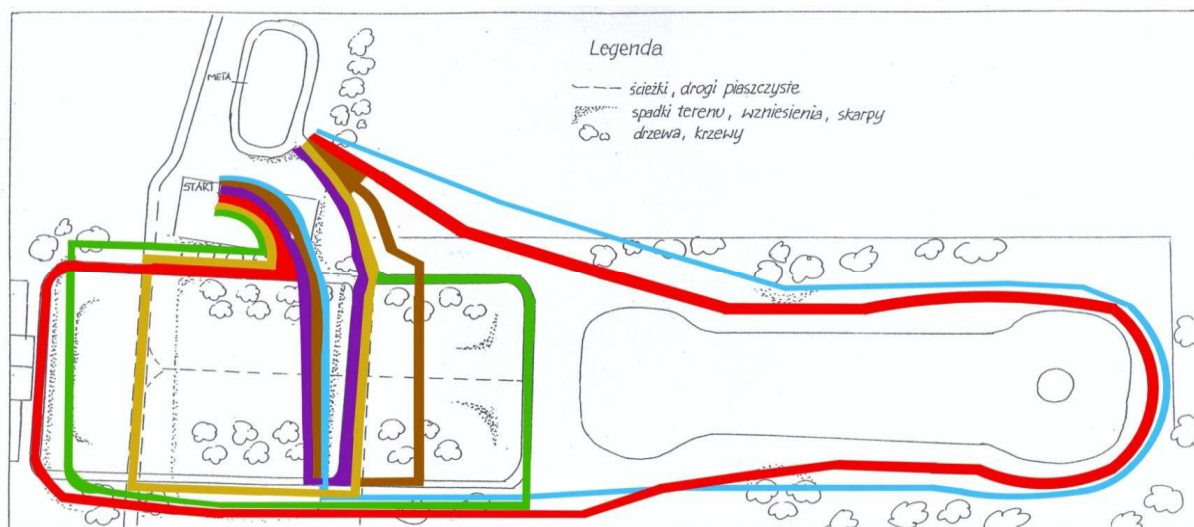 Legenda
META
ścieżki, drogi piaszczyste
spadki terenu, wzniesienia, skarpy
drzewa, krzewy
START